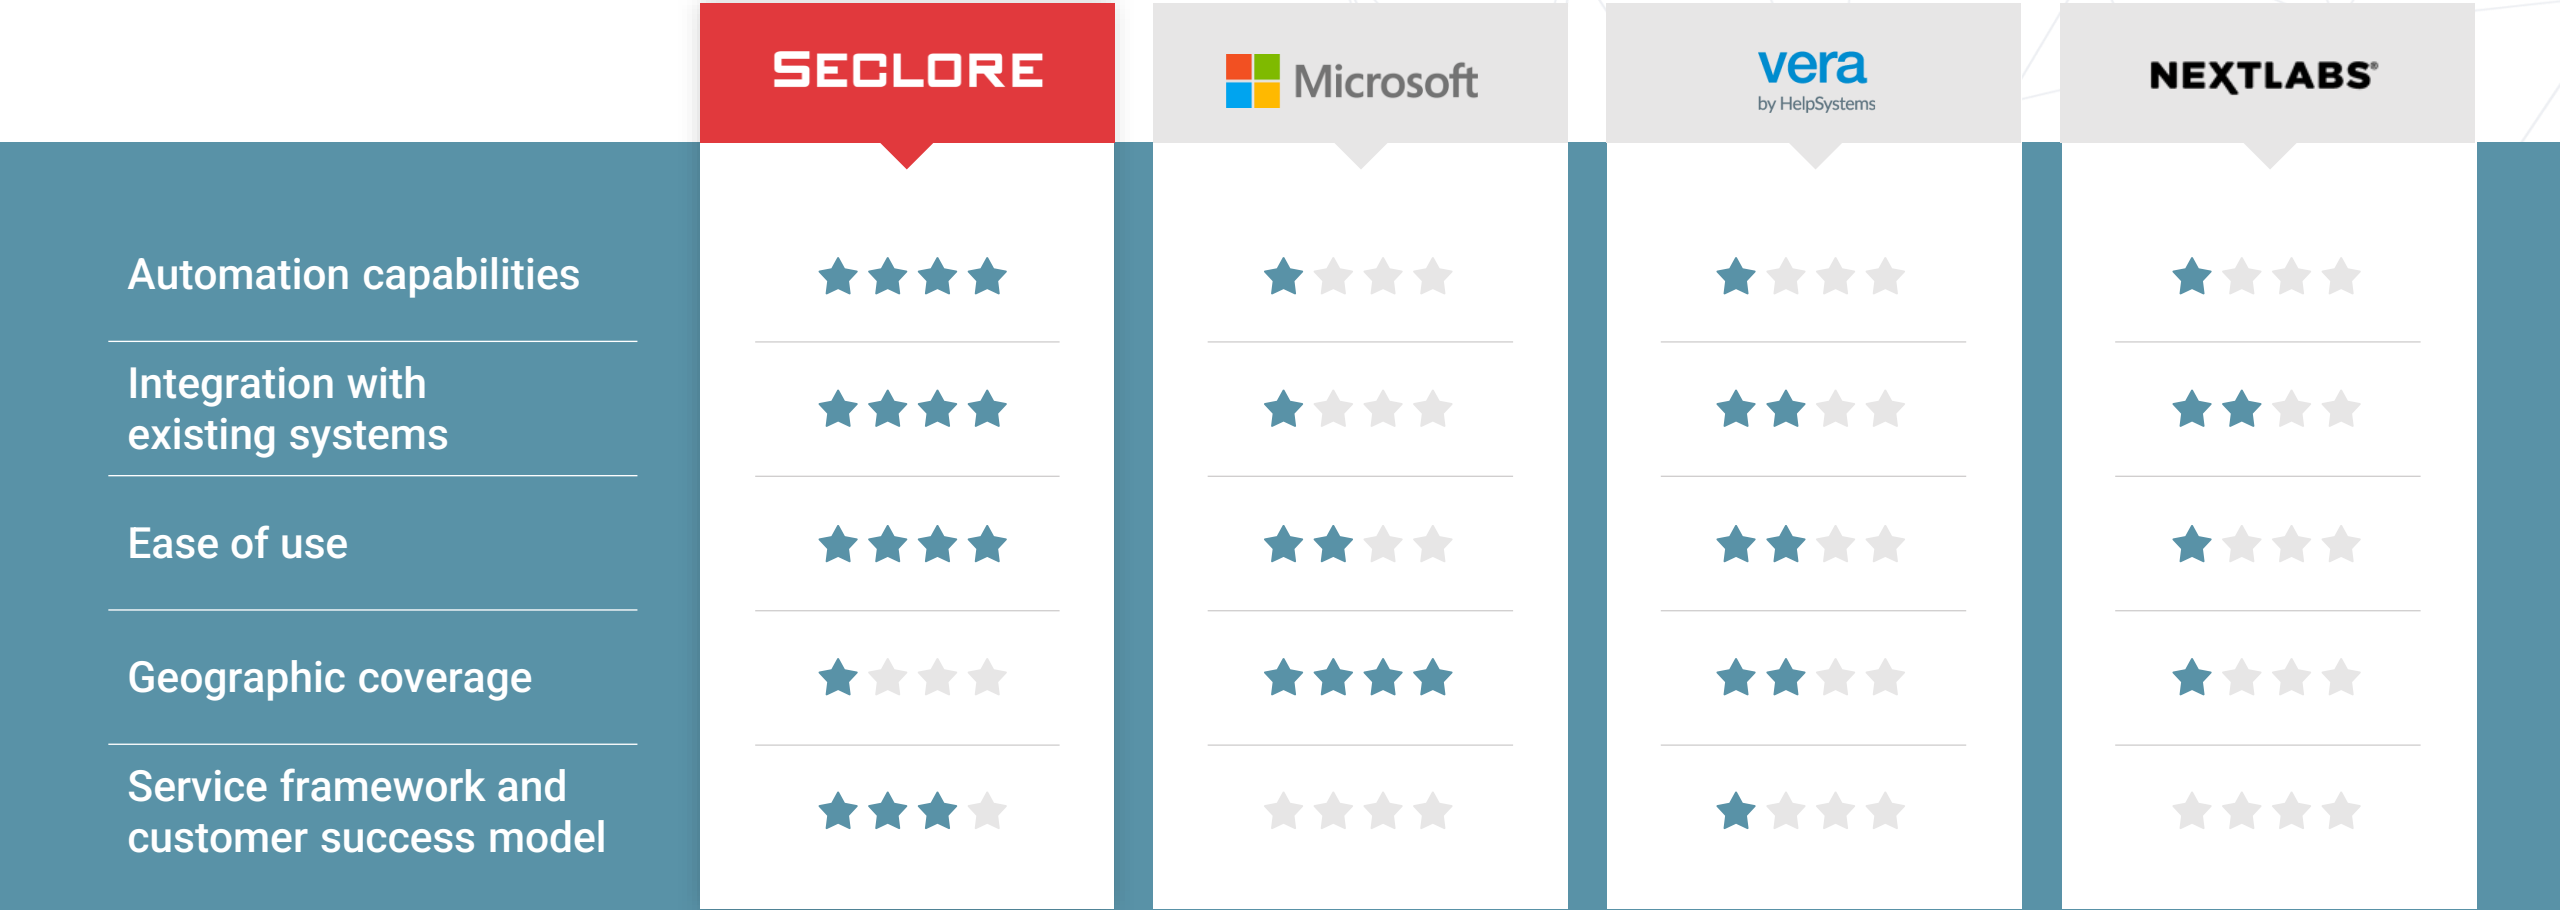 SECLORE
Microsoft
vera
by HelpSystems
NEXTLABS®
Automation capabilities
Integration with
existing systems
Ease of use
Geographic coverage
Service framework and
customer success model